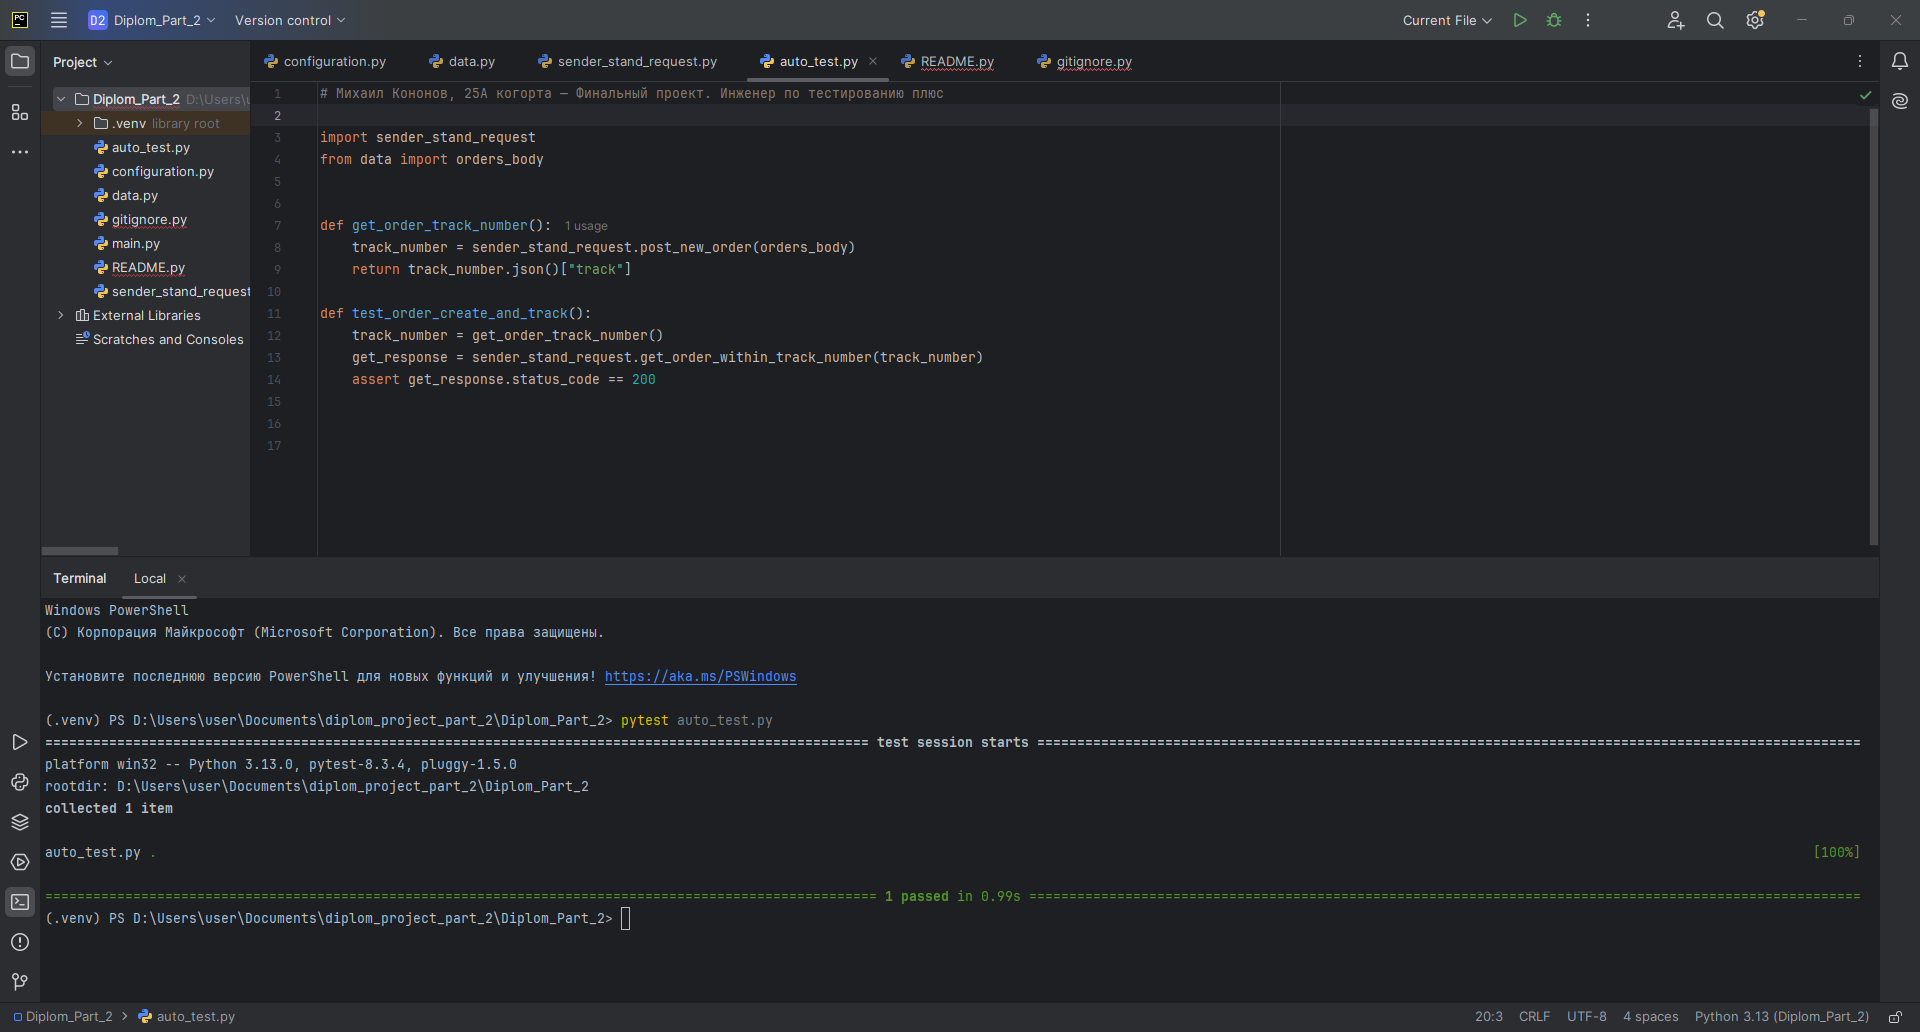 PC D2 Diplom_Part_2 Version control Current File
Project
configuration.py data.py sender_stand_request.py auto_test.py README.py gitignore.py
Diplom_Part_2 D:\Users\u
.venv library root
auto_test.py
configuration.py
data.py
gitignore.py
main.py
README.py
sender_stand_request
External Libraries
Scratches and Consoles
1 # Михаил Кононов, 25А когорта – Финальный проект. Инженер по тестированию плюс
2
3 import sender_stand_request
4 from data import orders_body
5
6
7 def get_order_track_number(): 1 usage
8 track_number = sender_stand_request.post_new_order(orders_body)
9 return track_number.json()["track"]
10
11 def test_order_create_and_track():
12 track_number = get_order_track_number()
13 get_response = sender_stand_request.get_order_within_track_number(track_number)
14 assert get_response.status_code == 200
15
16
17
Terminal Local
Windows PowerShell
(C) Корпорация Майкрософт (Microsoft Corporation). Все права защищены.
Установите последнюю версию PowerShell для новых функций и улучшения! https://aka.ms/PSWindows
(.venv) PS D:\Users\user\Documents\diplom_project_part_2\Diplom_Part_2> pytest auto_test.py
test session starts
platform win32 -- Python 3.13.0, pytest-8.3.4, pluggy-1.5.0
rootdir: D:\Users\user\Documents\diplom_project_part_2\Diplom_Part_2
collected 1 item
auto_test.py . [100%]
1 passed in 0.99s
(.venv) PS D:\Users\user\Documents\diplom_project_part_2\Diplom_Part_2>
Diplom_Part_2 > auto_test.py 20:3 CRLF UTF-8 4 spaces Python 3.13 (Diplom_Part_2)